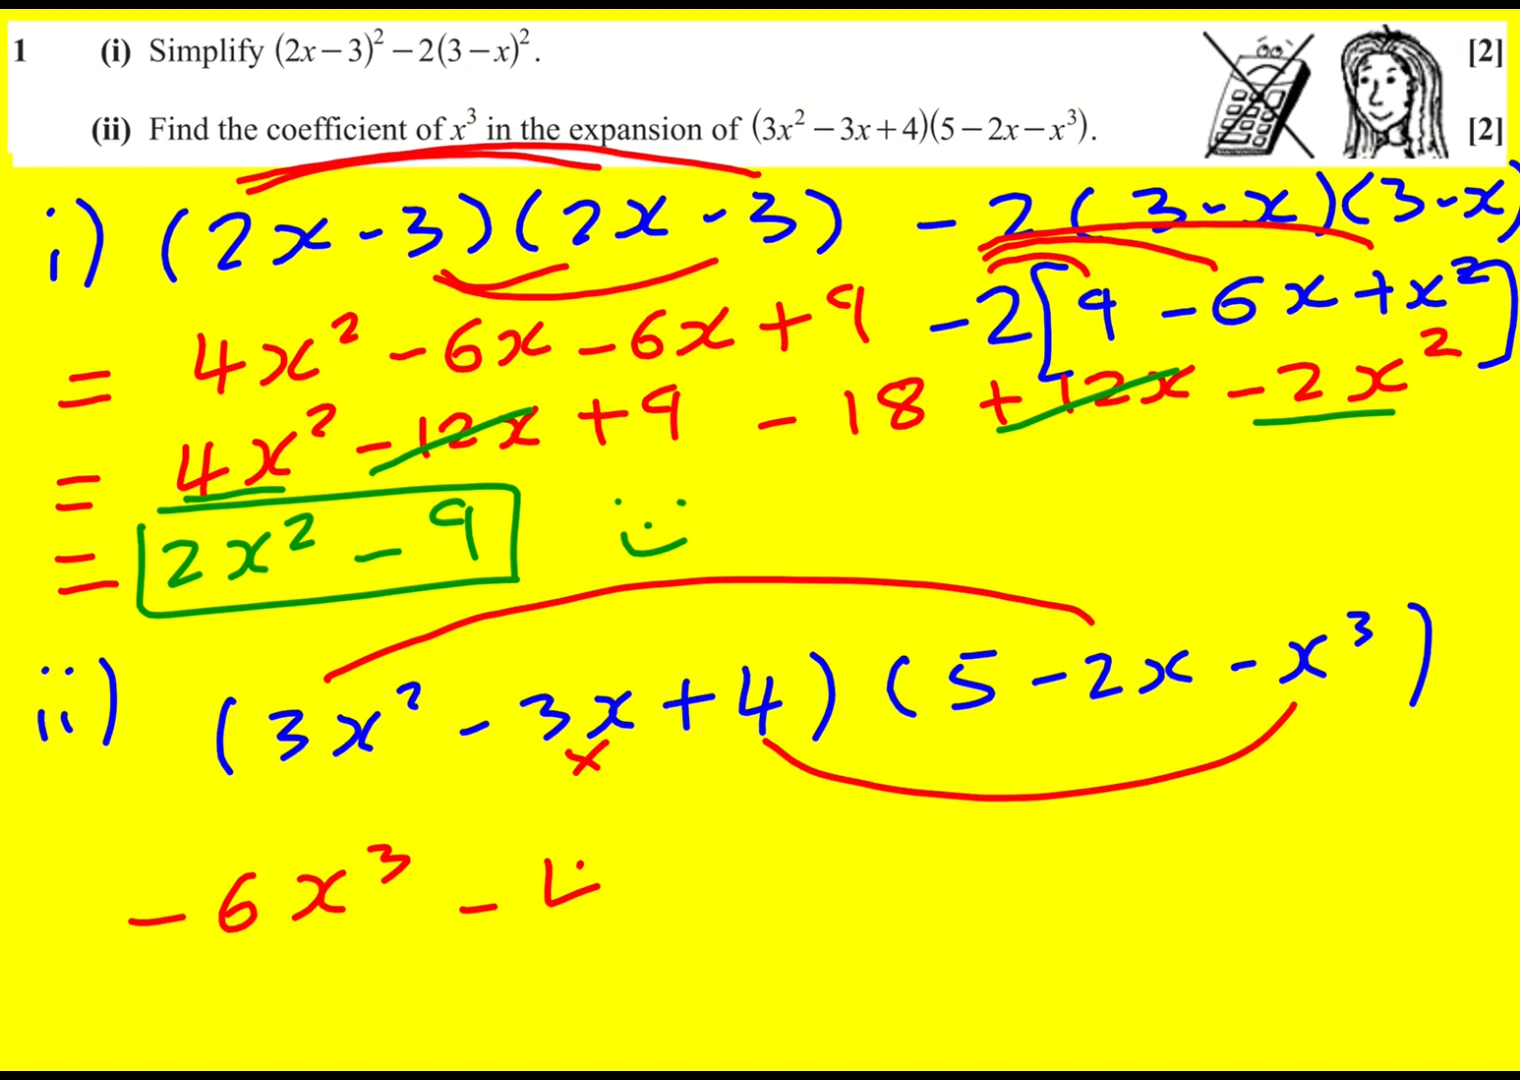 1 (i) Simplify (2x − 3)² − 2(3 − x)². [2]
(ii) Find the coefficient of x³ in the expansion of (3x² − 3x + 4)(5 − 2x − x³). [2]
i) (2x - 3)(2x - 3) - 2(3 - x)(3 - x)
= 4x² - 6x - 6x + 9 - 2[9 - 6x + x²]
= 4x² - 12x + 9 - 18 + 12x - 2x²
= 2x² - 9
ii) (3x² - 3x + 4)(5 - 2x - x³)
x
- 6x³ -